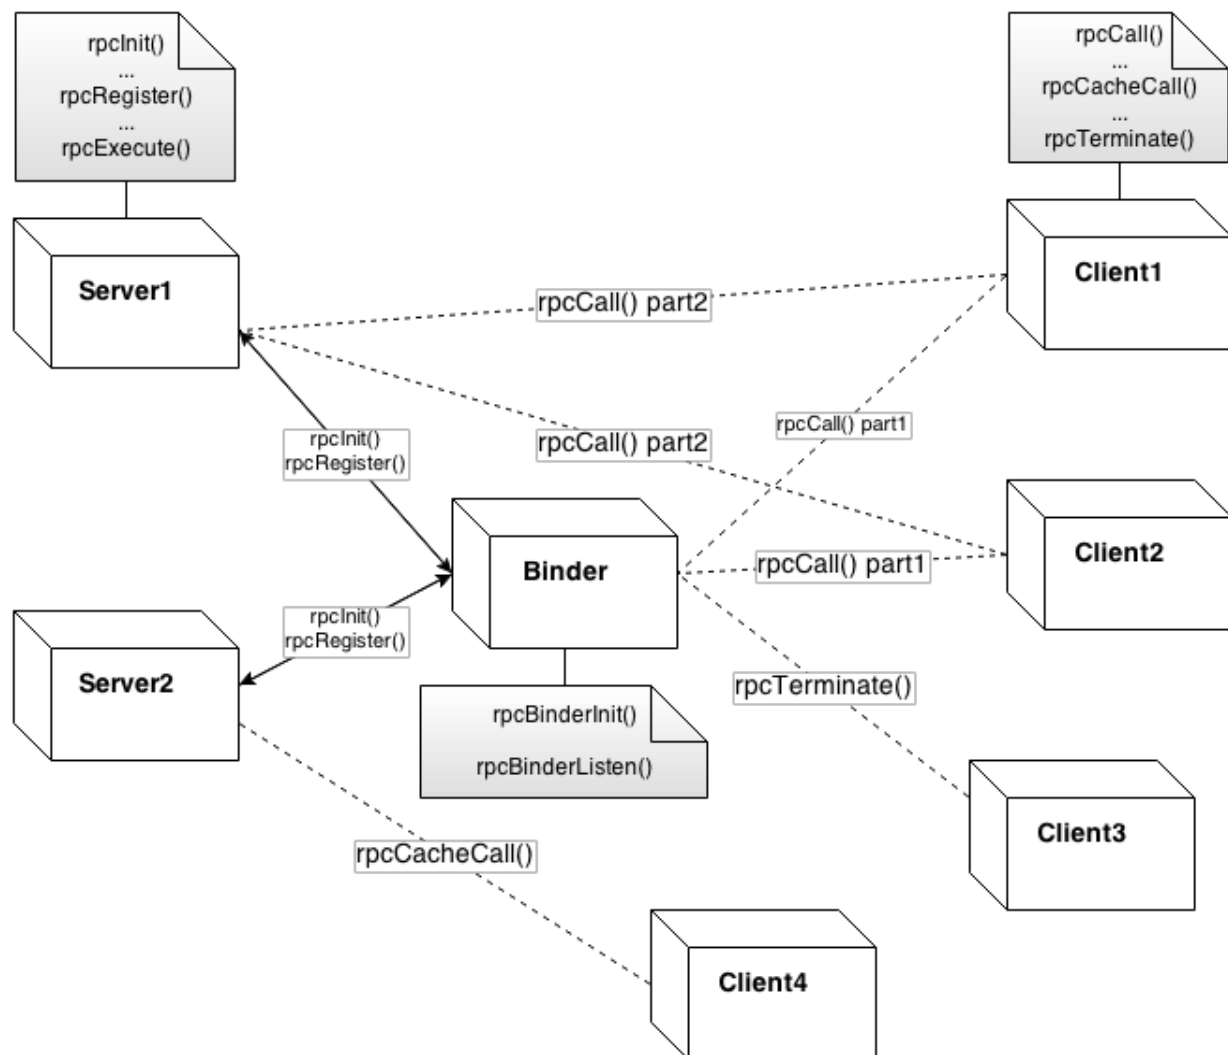 rpcInit()
...
rpcRegister()
...
rpcExecute()
rpcCall()
...
rpcCacheCall()
...
rpcTerminate()
Server1
Client1
rpcCall() part2
rpcCall() part1
rpcInit()
rpcRegister()
rpcCall() part2
Binder
rpcCall() part1
Client2
rpcInit()
rpcRegister()
Server2
rpcTerminate()
rpcBinderInit()
rpcBinderListen()
Client3
rpcCacheCall()
Client4